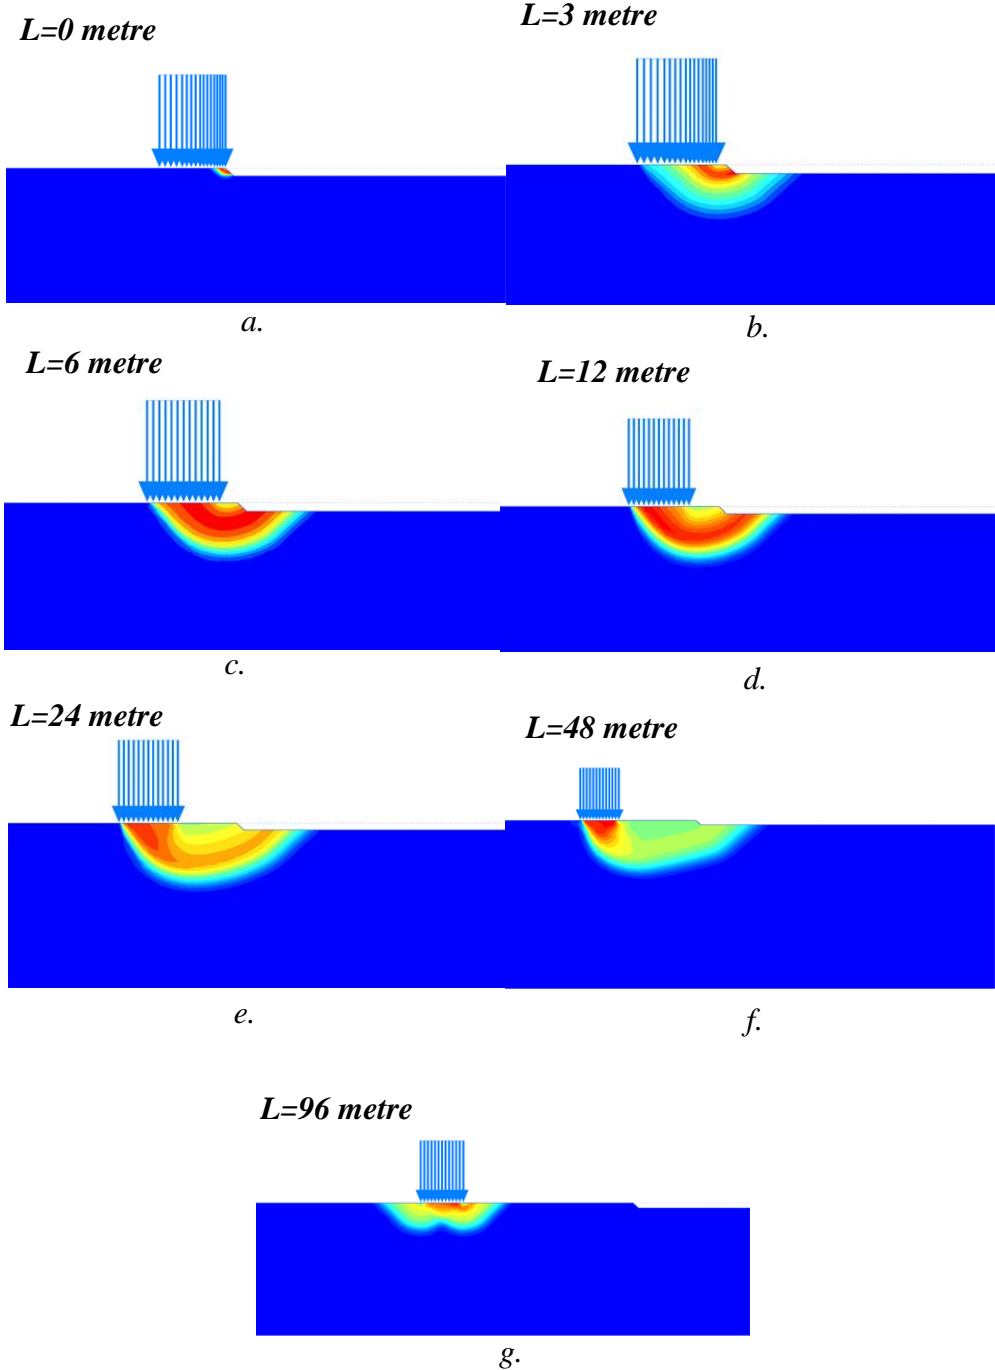 L=0 metre
L=3 metre
a.
b.
L=6 metre
L=12 metre
c.
d.
L=24 metre
L=48 metre
e.
f.
L=96 metre
g.